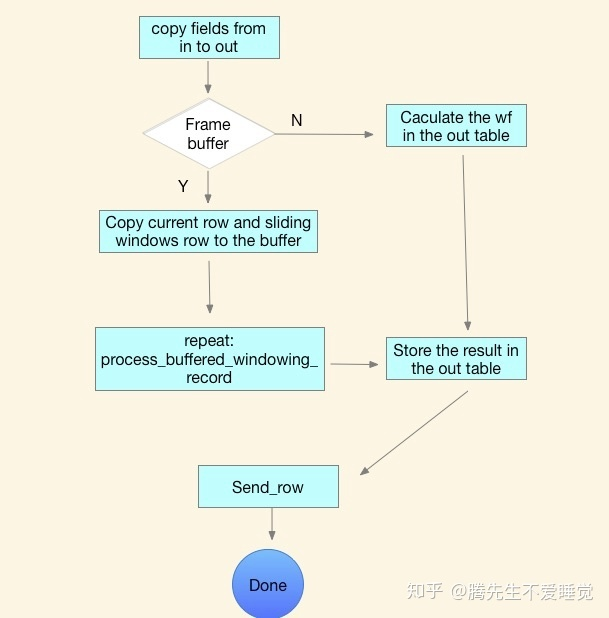 copy fields from
in to out
Frame
buffer
N
Caculate the wf
in the out table
Y
Copy current row and sliding
windows row to the buffer
repeat:
process_buffered_windowing_
record
Store the result in
the out table
Send_row
Done
知乎 @腾先生不爱睡觉